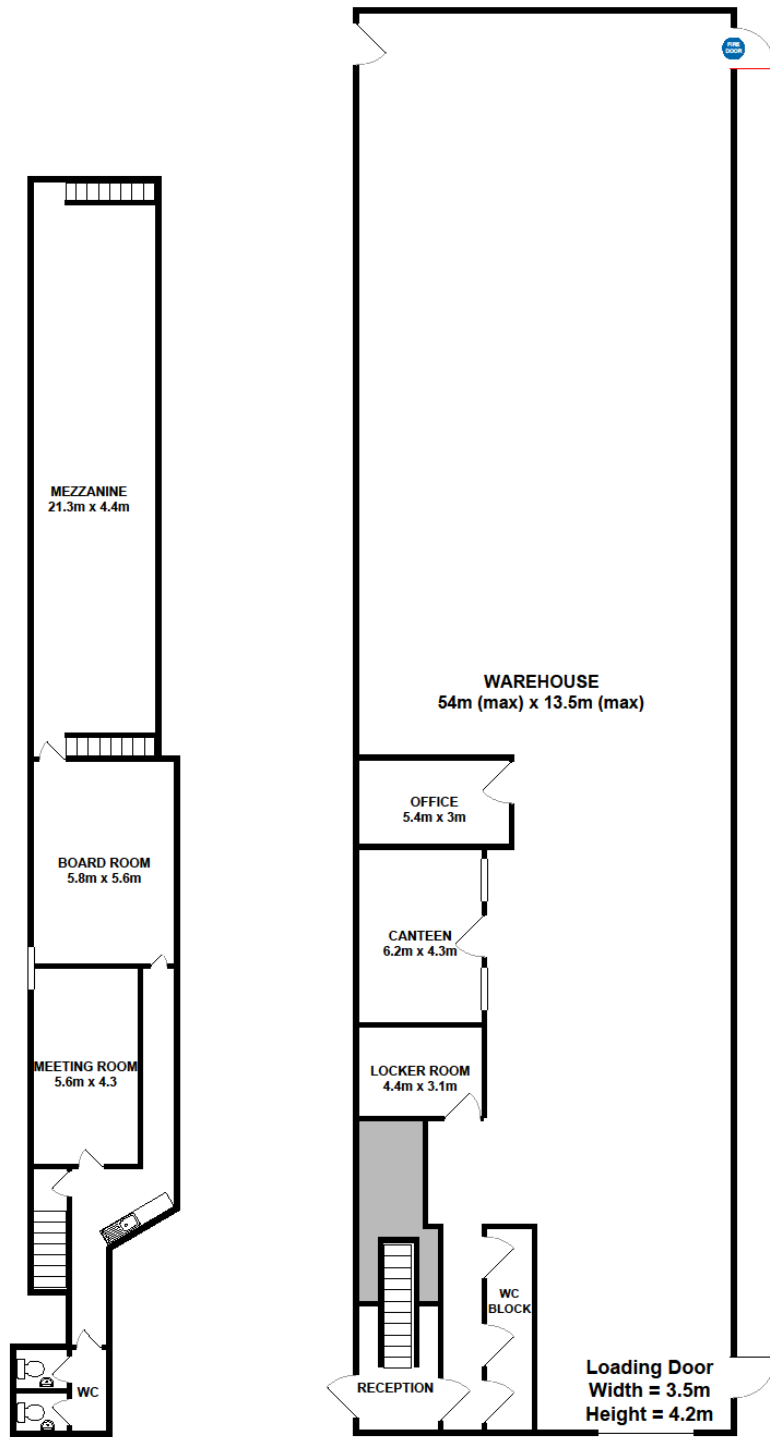 FIRE
DOOR
MEZZANINE
21.3m x 4.4m
WAREHOUSE
54m (max) x 13.5m (max)
OFFICE
5.4m x 3m
BOARD ROOM
5.8m x 5.6m
CANTEEN
6.2m x 4.3m
MEETING ROOM
5.6m x 4.3
LOCKER ROOM
4.4m x 3.1m
WC
BLOCK
RECEPTION
WC
Loading Door
Width = 3.5m
Height = 4.2m